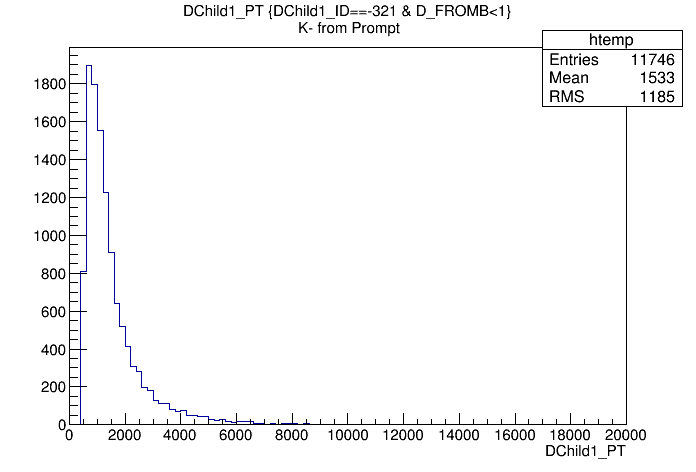 DChild1_PT {DChild1_ID==-321 & D_FROMB<1}
K- from Prompt
htemp
Entries 11746
Mean 1533
RMS 1185
1800
1600
1400
1200
1000
800
600
400
200
0
0 2000 4000 6000 8000 10000 12000 14000 16000 18000 20000
DChild1_PT